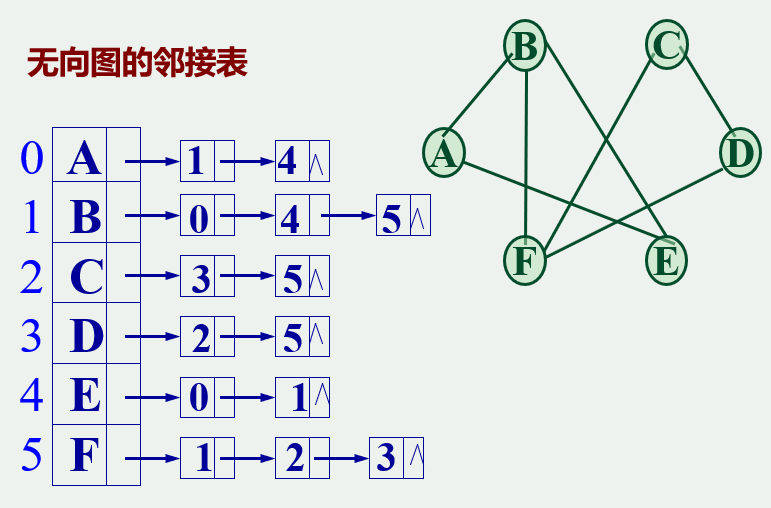 无向图的邻接表
B C
A D
F E
0 A 1 4 ∧
1 B 0 4 5 ∧
2 C 3 5 ∧
3 D 2 5 ∧
4 E 0 1 ∧
5 F 1 2 3 ∧